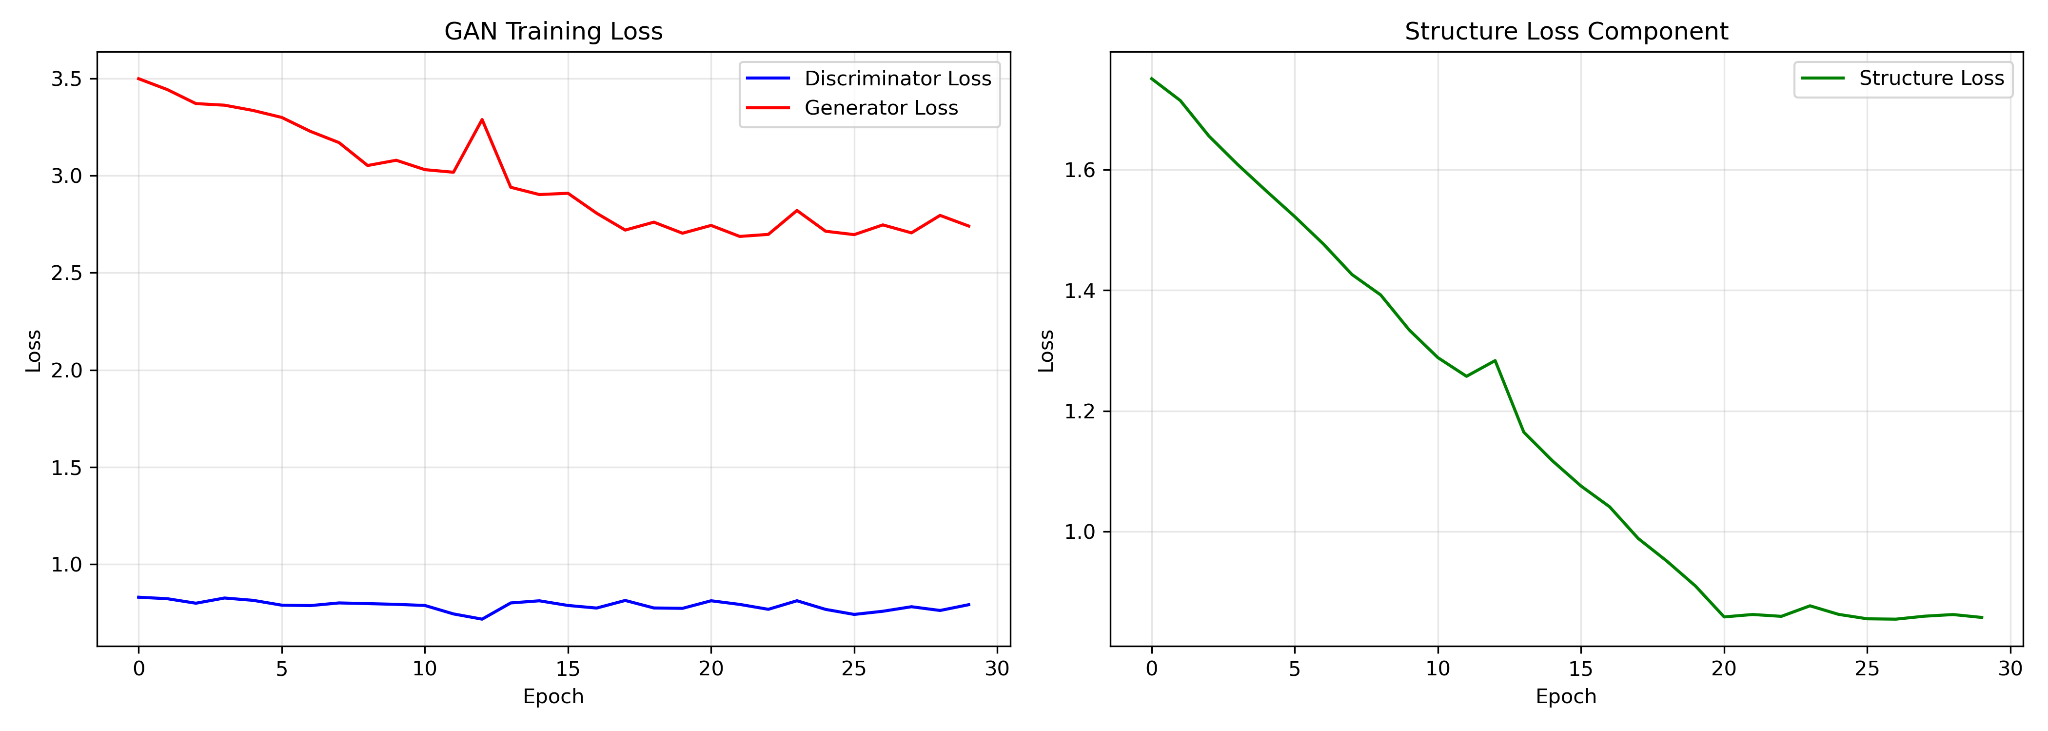 GAN Training Loss
Discriminator Loss
Generator Loss
3.5
3.0
2.5
2.0
1.5
1.0
Loss
0 5 10 15 20 25 30
Epoch
Structure Loss Component
Structure Loss
1.6
1.4
1.2
1.0
Loss
0 5 10 15 20 25 30
Epoch